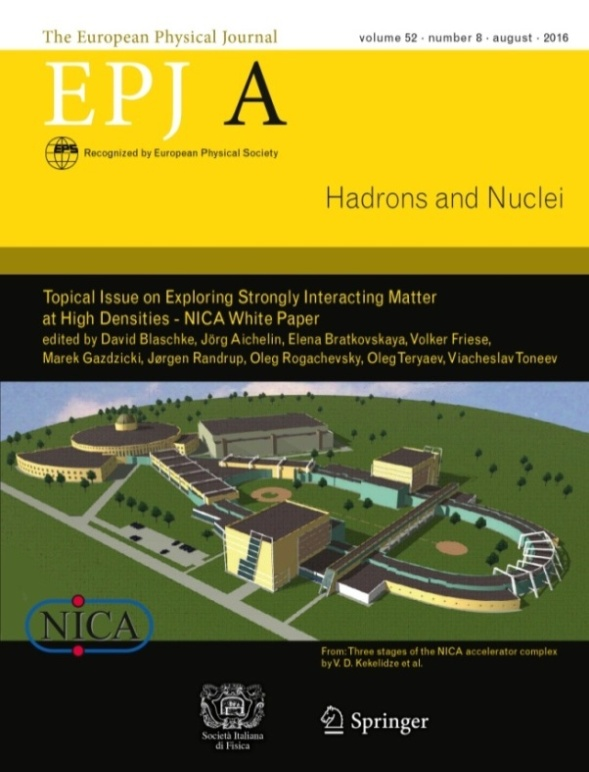 The European Physical Journal
volume 52 · number 8 · august · 2016
EPJ A
EPS
Recognized by European Physical Society
Hadrons and Nuclei
Topical Issue on Exploring Strongly Interacting Matter
at High Densities - NICA White Paper
edited by David Blaschke, Jörg Aichelin, Elena Bratkovskaya, Volker Friese,
Marek Gazdzicki, Jørgen Randrup, Oleg Rogachevsky, Oleg Teryaev, Viacheslav Toneev
NICA
From: Three stages of the NICA accelerator complex
by V. D. Kekelidze et al.
Società Italiana
di Fisica
Springer